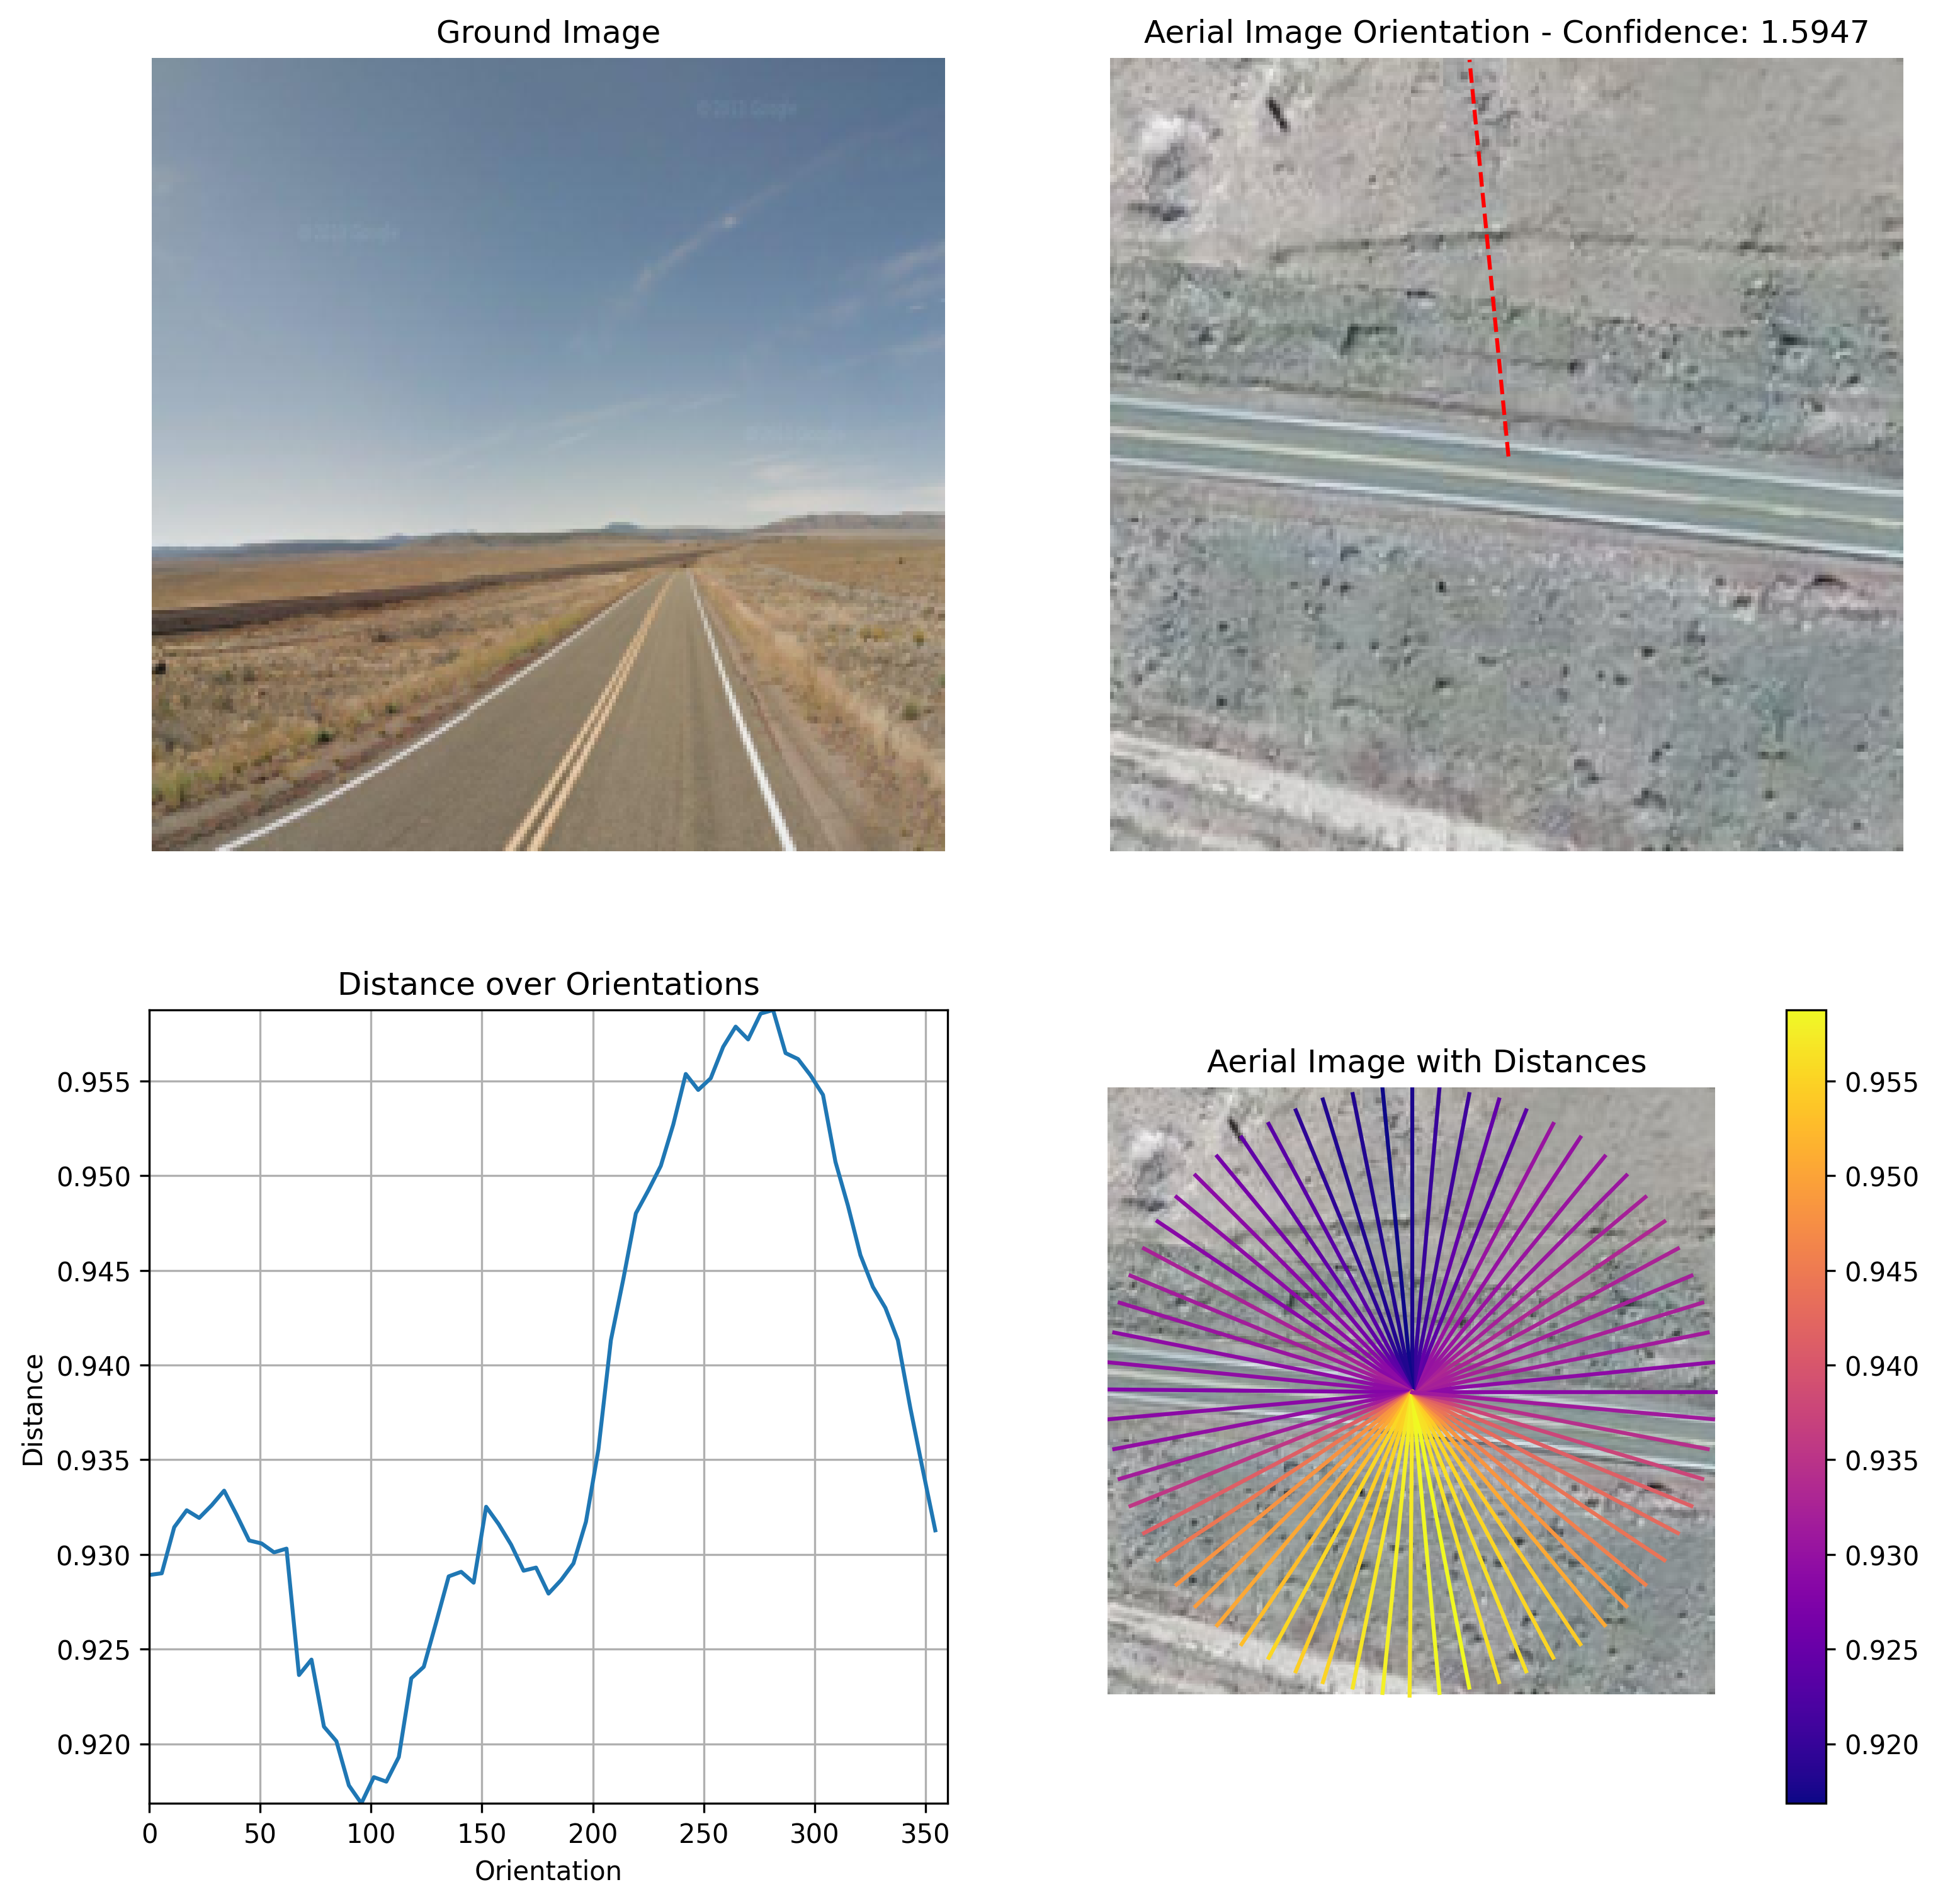 Ground Image
Aerial Image Orientation - Confidence: 1.5947
© 2013 Google
Distance over Orientations
Distance
0.955
0.950
0.945
0.940
0.935
0.930
0.925
0.920
0 50 100 150 200 250 300 350
Orientation
Aerial Image with Distances
0.955
0.950
0.945
0.940
0.935
0.930
0.925
0.920